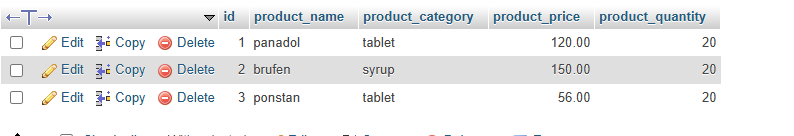 id product_name product_category product_price product_quantity
Edit Copy Delete 1 panadol tablet 120.00 20
Edit Copy Delete 2 brufen syrup 150.00 20
Edit Copy Delete 3 ponstan tablet 56.00 20